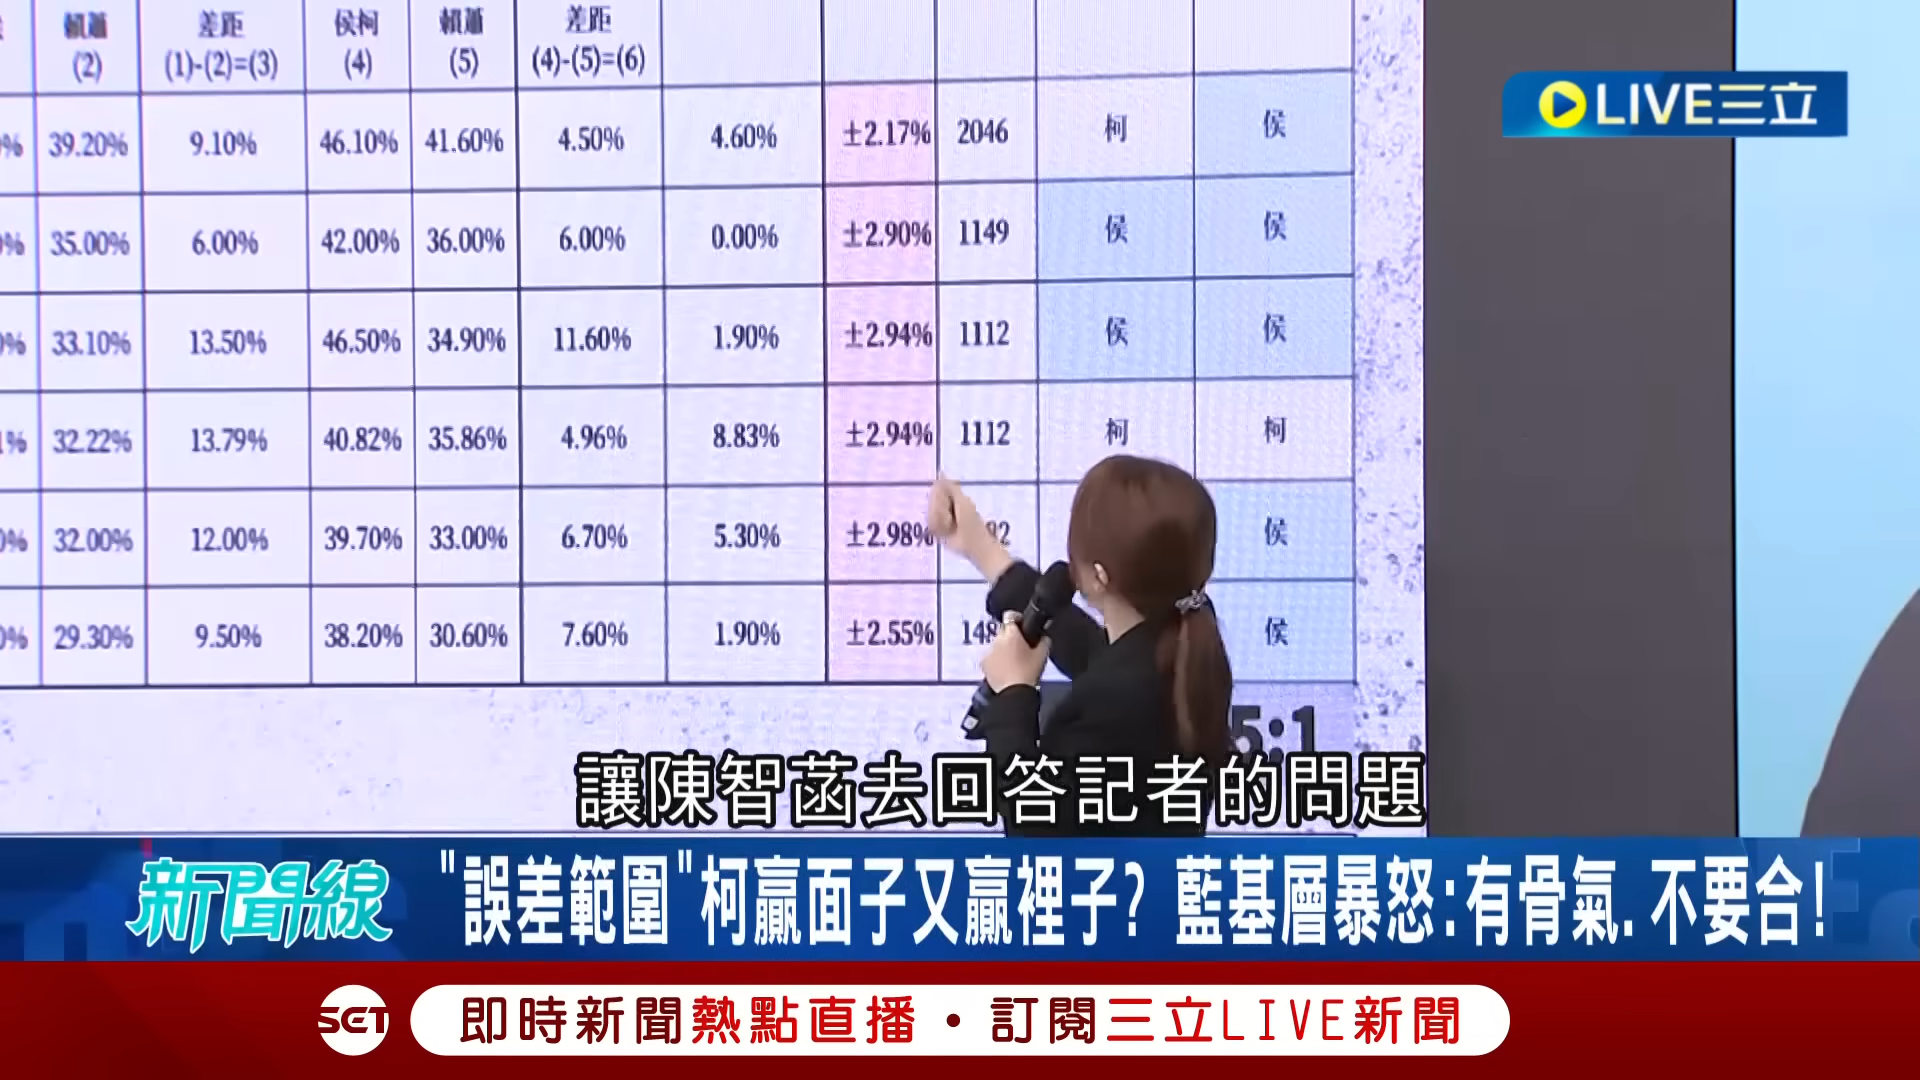 賴蕭 差距 侯柯 賴蕭 差距
(2) (1)-(2)=(3) (4) (5) (4)-(5)=(6)
% 39.20% 9.10% 46.10% 41.60% 4.50% 4.60% ±2.17% 2046 柯 侯
% 35.00% 6.00% 42.00% 36.00% 6.00% 0.00% ±2.90% 1149 侯 侯
% 33.10% 13.50% 46.50% 34.90% 11.60% 1.90% ±2.94% 1112 侯 侯
1% 32.22% 13.79% 40.82% 35.86% 4.96% 8.83% ±2.94% 1112 柯 柯
% 32.00% 12.00% 39.70% 33.00% 6.70% 5.30% ±2.98% 侯
% 29.30% 9.50% 38.20% 30.60% 7.60% 1.90% ±2.55% 148 侯
5:1
LIVE三立
讓陳智菡去回答記者的問題
新聞線 "誤差範圍"柯贏面子又贏裡子? 藍基層暴怒:有骨氣.不要合!
SET 即時新聞熱點直播・訂閱三立LIVE新聞